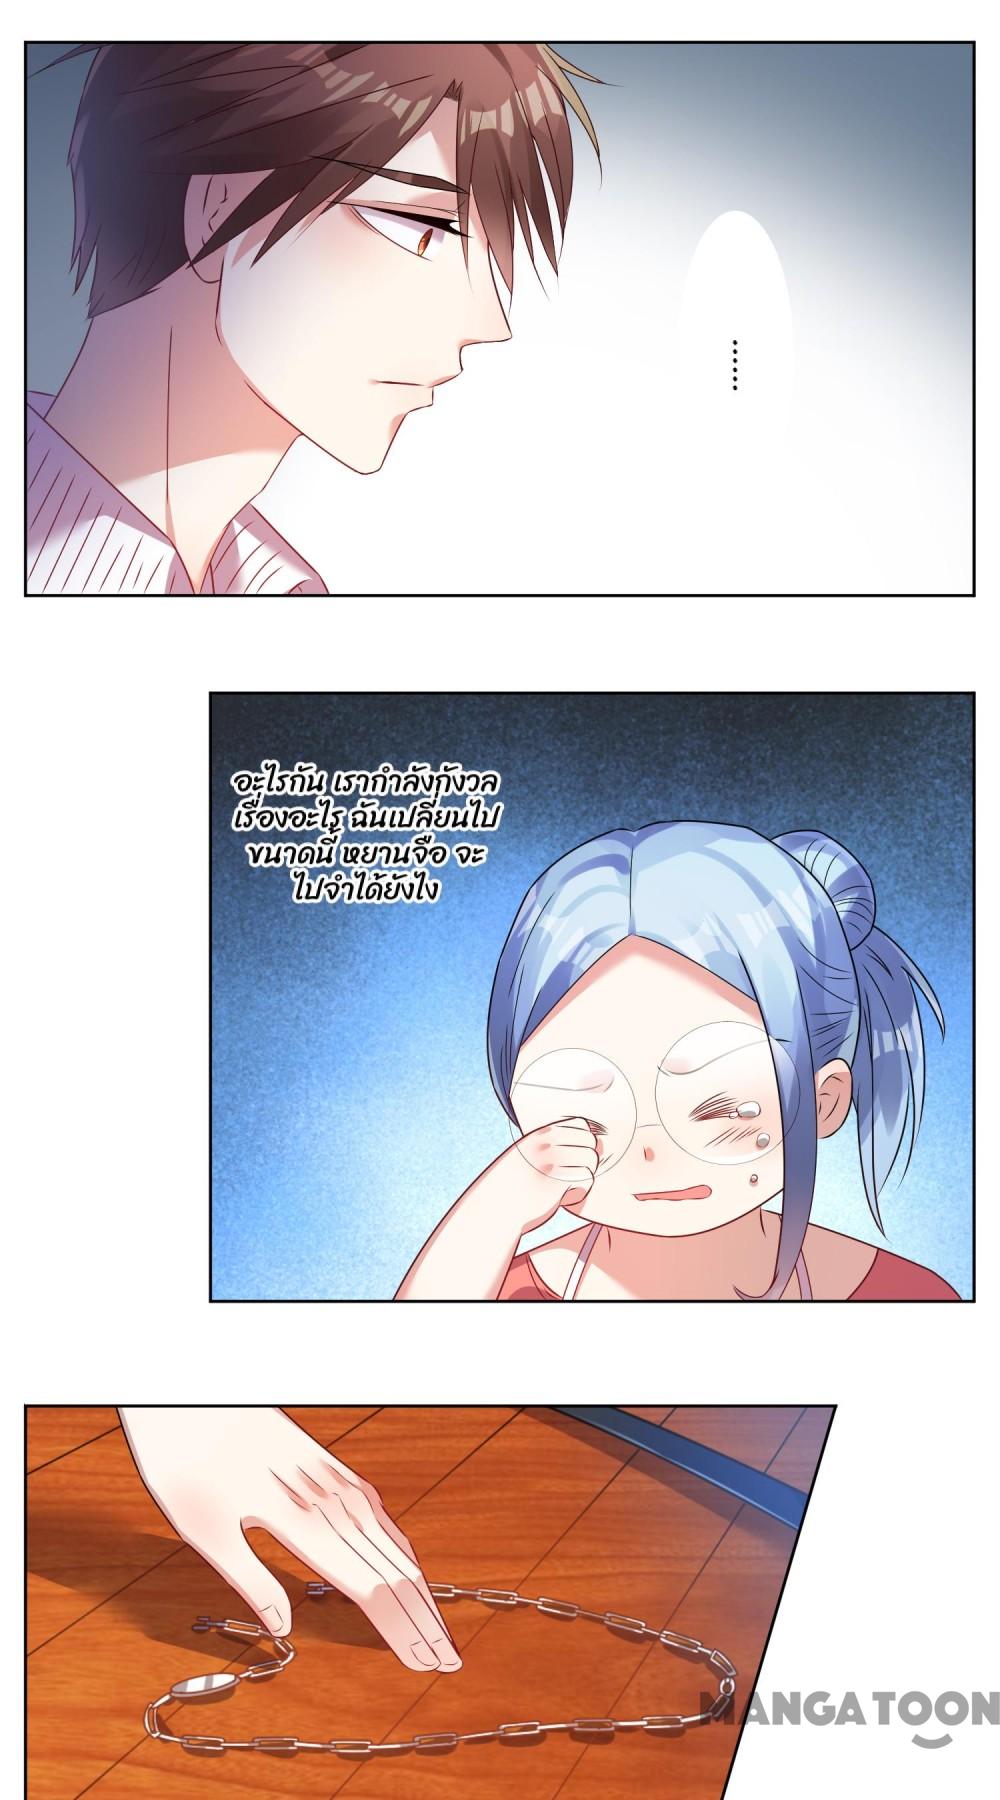 ......
อะไรกัน เรากำลังกังวล
เรื่องอะไร ฉันเปลี่ยนไป
ขนาดนี้ หยานจือ จะ
ไปจำได้ยังไง
MANGATOON